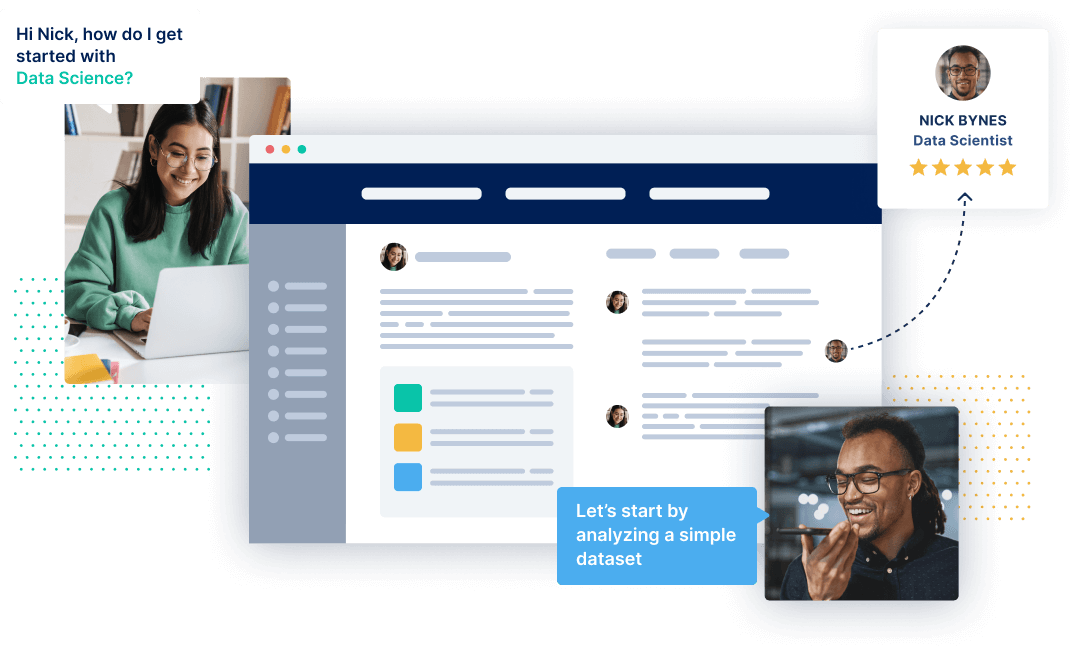 Hi Nick, how do I get
started with
Data Science?
NICK BYNES
Data Scientist
Let’s start by
analyzing a simple
dataset